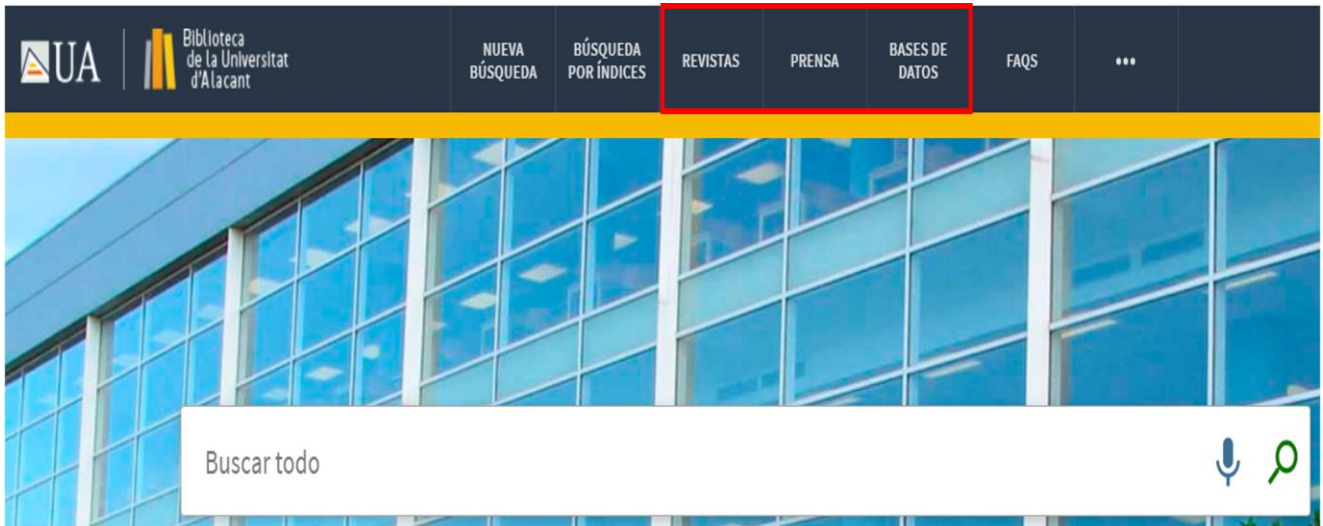 UA
Biblioteca
de la Universitat
d'Alacant
NUEVA
BÚSQUEDA
BÚSQUEDA
POR ÍNDICES
REVISTAS
PRENSA
BASES DE
DATOS
FAQS
•••
Buscar todo